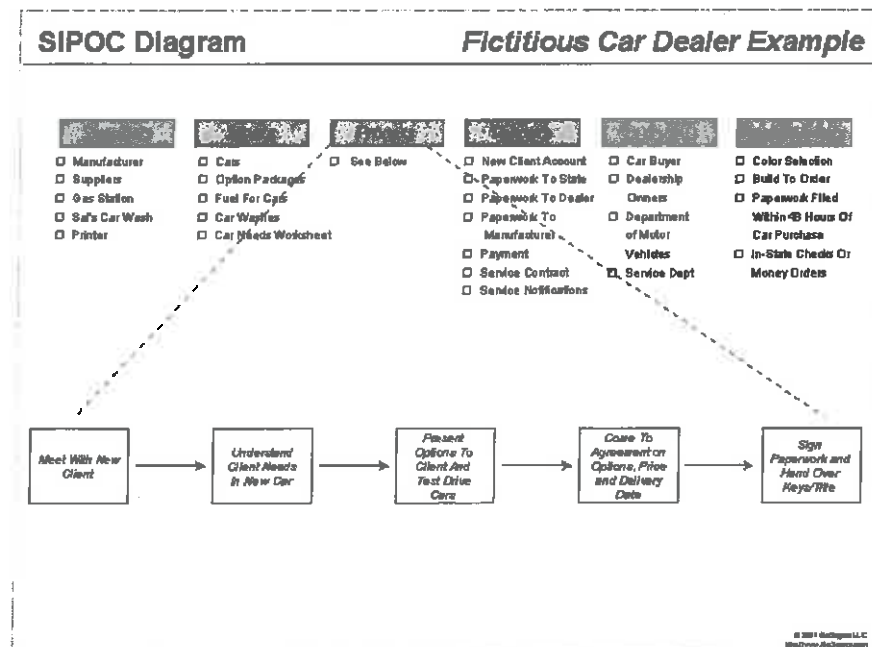 SIPOC Diagram
Fictitious Car Dealer Example
Manufacturer
Suppliers
Gas Station
Sal's Car Wash
Printer
Cars
Option Packages
Fuel For Cars
Car Washes
Car Needs Worksheet
See Below
New Client Account
Paperwork To State
Paperwork To Dealer
Paperwork To
Manufacturer
Payment
Service Contract
Service Notifications
Car Buyer
Dealership
Owners
Department
of Motor
Vehicles
Service Dept
Color Selection
Build To Order
Paperwork Filed
Within 48 Hours Of
Car Purchase
In-State Checks Or
Money Orders
Meet With New
Client
Understand
Client Needs
In New Car
Present
Options To
Client And
Test Drive
Cars
Come To
Agreement on
Options, Price
and Delivery
Date
Sign
Paperwork and
Hand Over
Keys/Title